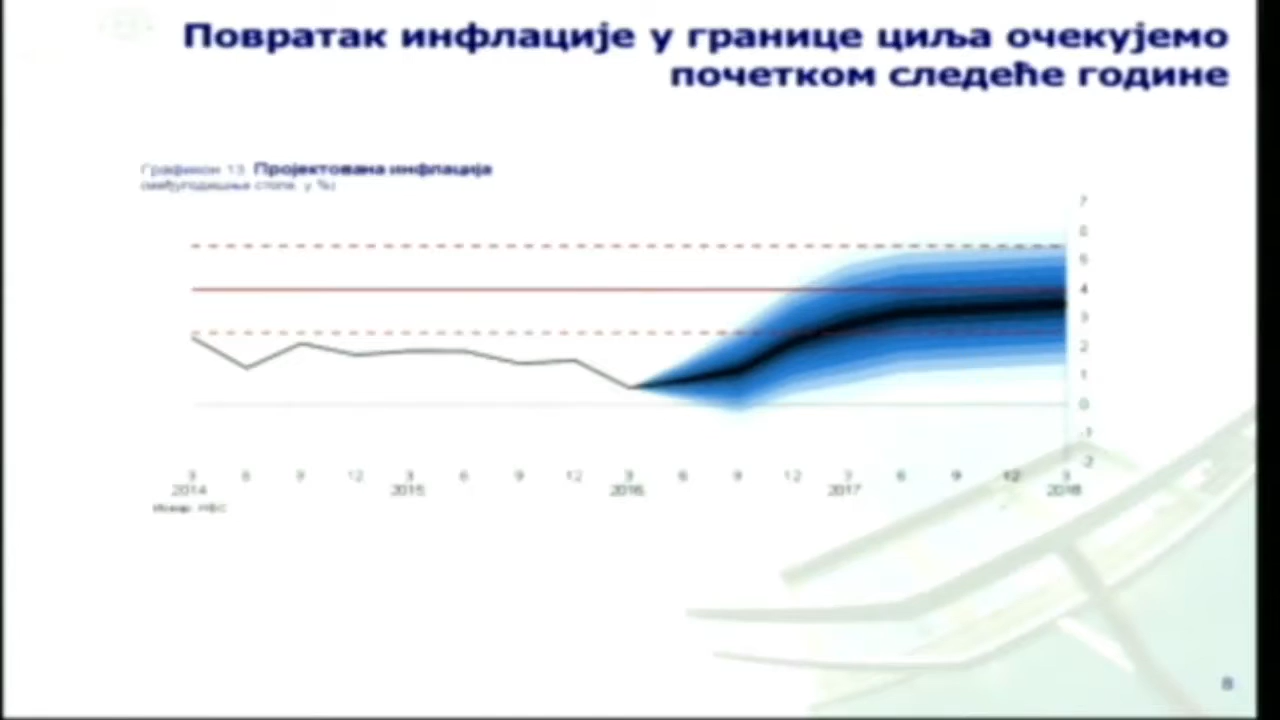 Повратак инфлације у границе циља очекујемо
почетком следеће године
Графикон 13. Пројектована инфлација
(међугодишње стопе, у %)
7
6
5
4
3
2
1
0
-1
-2
3 6 9 12 3 6 9 12 3 6 9 12 3 6 9 12 3
2014 2015 2016 2017 2018
Извор: НБС
8